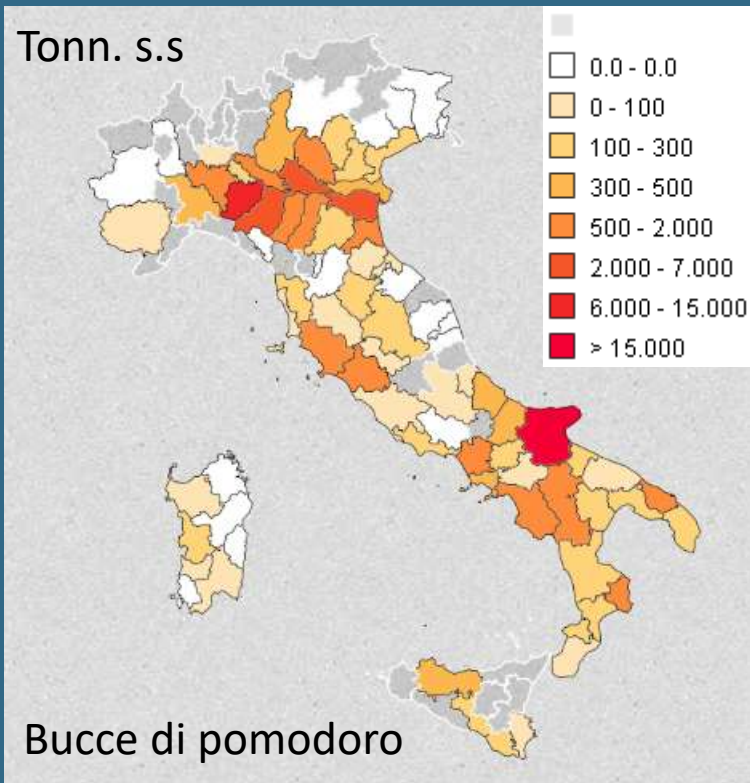 Tonn. s.s
0.0 - 0.0
0 - 100
100 - 300
300 - 500
500 - 2.000
2.000 - 7.000
6.000 - 15.000
> 15.000
Bucce di pomodoro